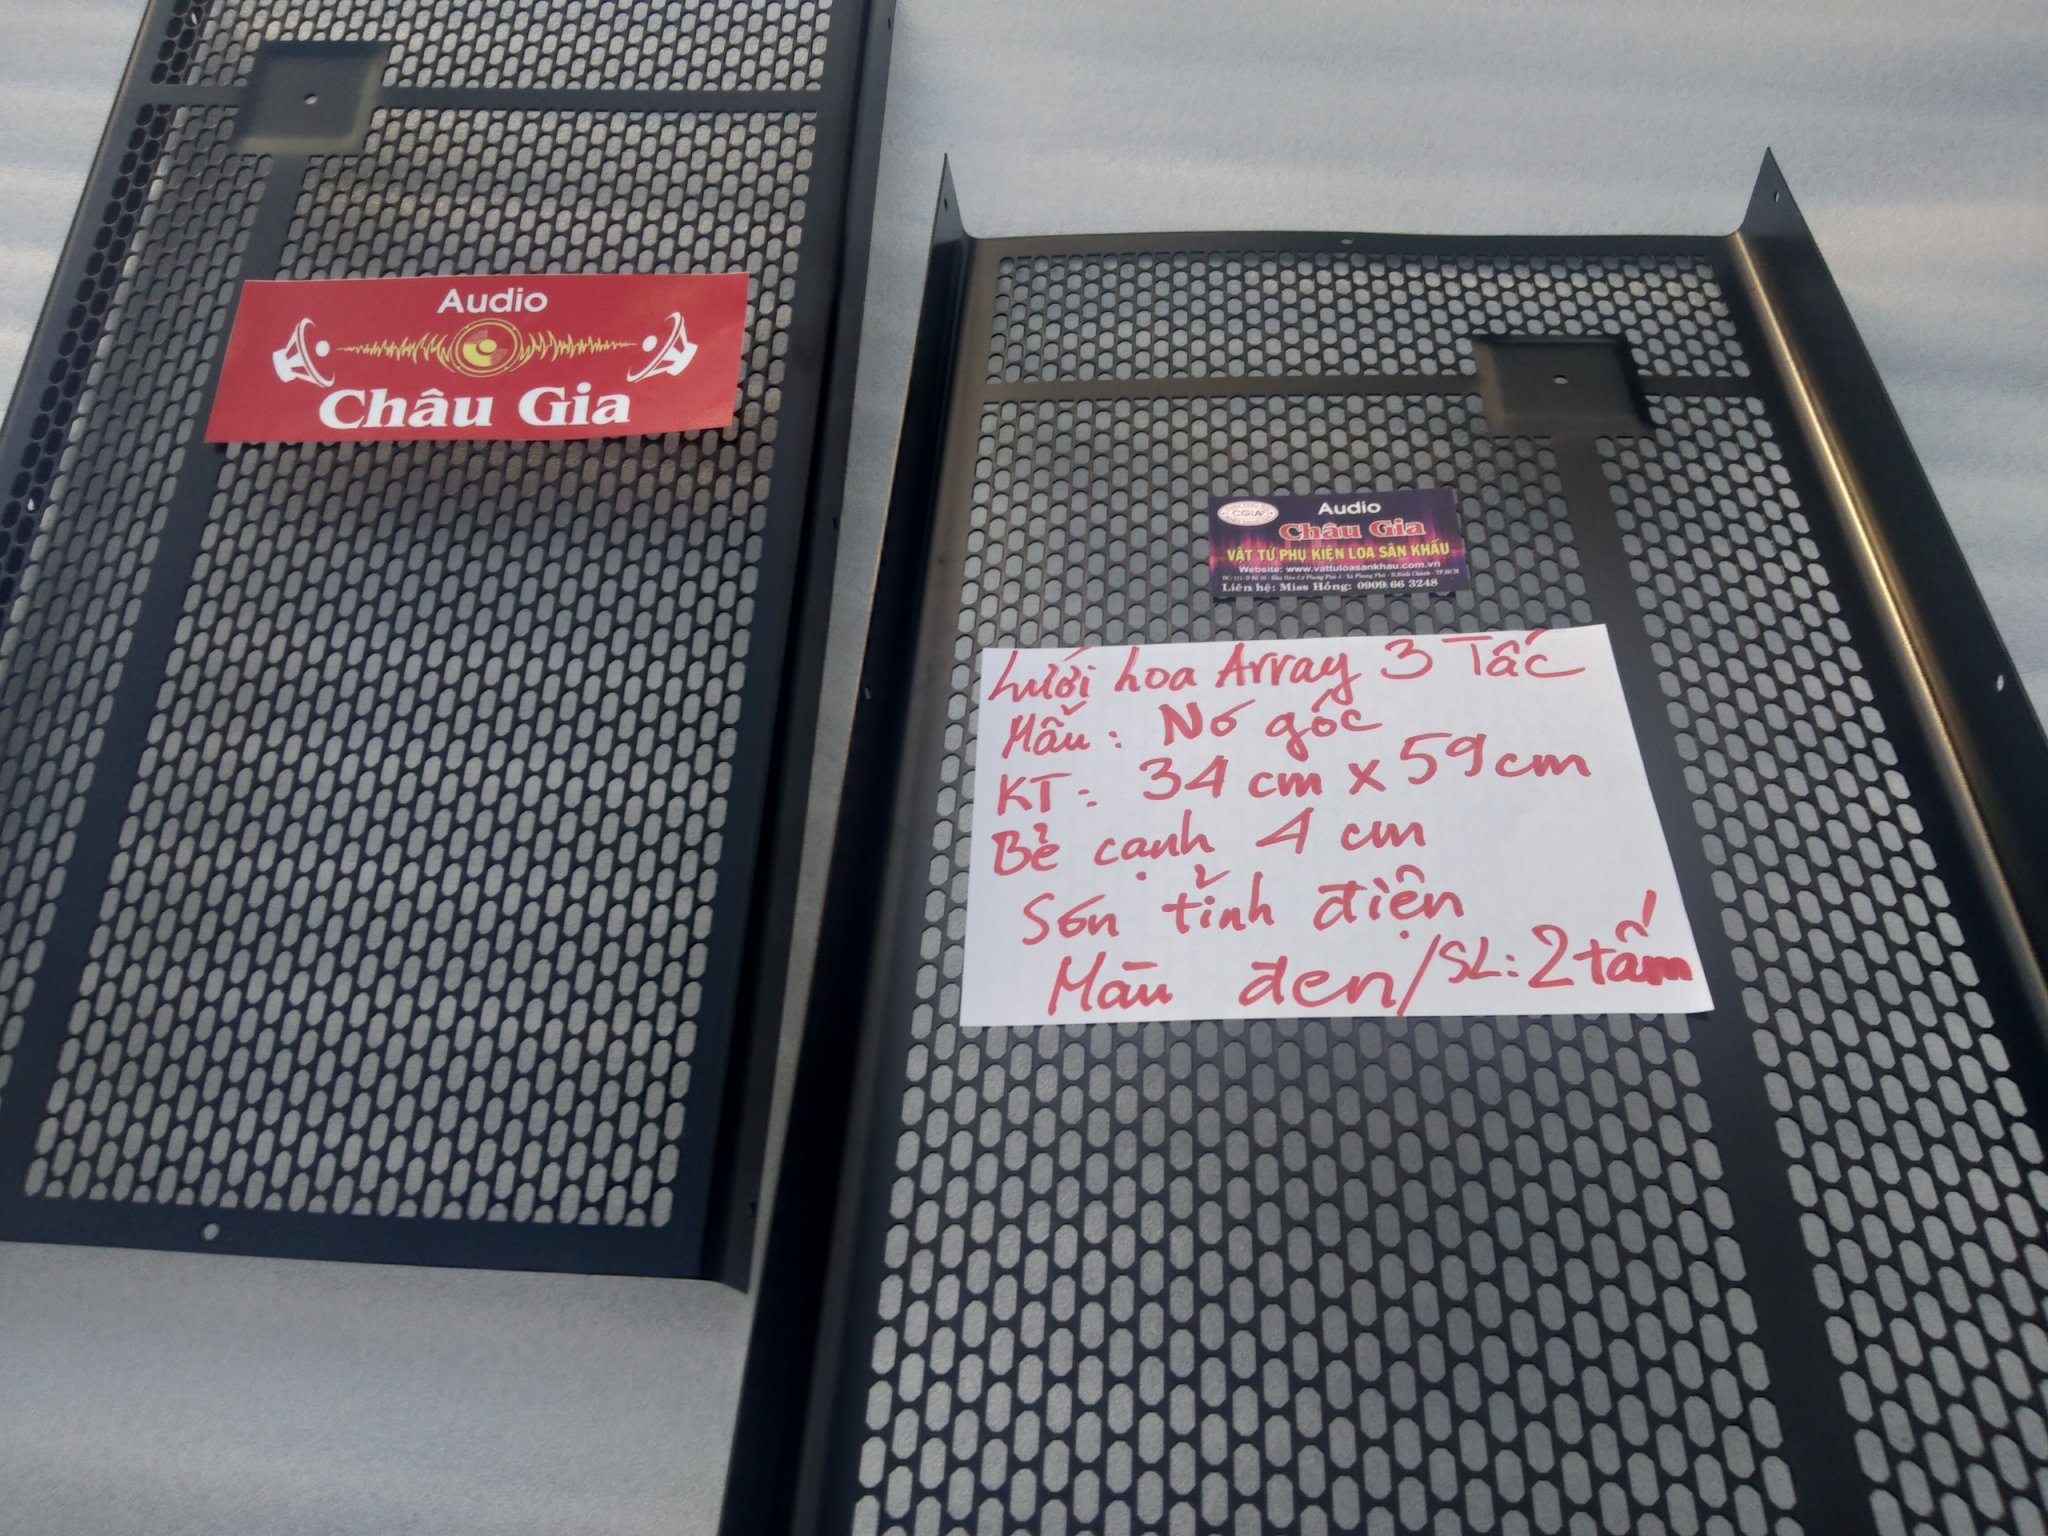 Audio
Châu Gia
CGIA
Audio
Châu Gia
VẬT TƯ PHỤ KIỆN LOA SÂN KHẤU
Website: www.vattuloasankhau.com.vn
Liên hệ: Miss Hồng: 0909 66 3248
Lưới loa Array 3 Tấc
Mẫu: Nó gốc
KT: 34 cm x 59 cm
Bẻ cạnh 4 cm
Sơn tĩnh điện
Màu đen/SL: 2 tấm